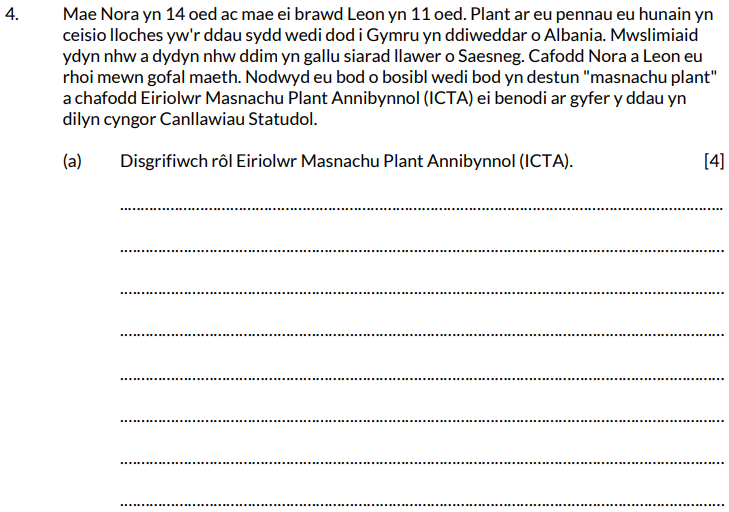 4. Mae Nora yn 14 oed ac mae ei brawd Leon yn 11 oed. Plant ar eu pennau eu hunain yn
ceisio lloches yw'r ddau sydd wedi dod i Gymru yn ddiweddar o Albania. Mwslimiaid
ydyn nhw a dydyn nhw ddim yn gallu siarad llawer o Saesneg. Cafodd Nora a Leon eu
rhoi mewn gofal maeth. Nodwyd eu bod o bosibl wedi bod yn destun "masnachu plant"
a chafodd Eiriolwr Masnachu Plant Annibynnol (ICTA) ei benodi ar gyfer y ddau yn
dilyn cyngor Canllawiau Statudol.
(a) Disgrifiwch rôl Eiriolwr Masnachu Plant Annibynnol (ICTA). [4]